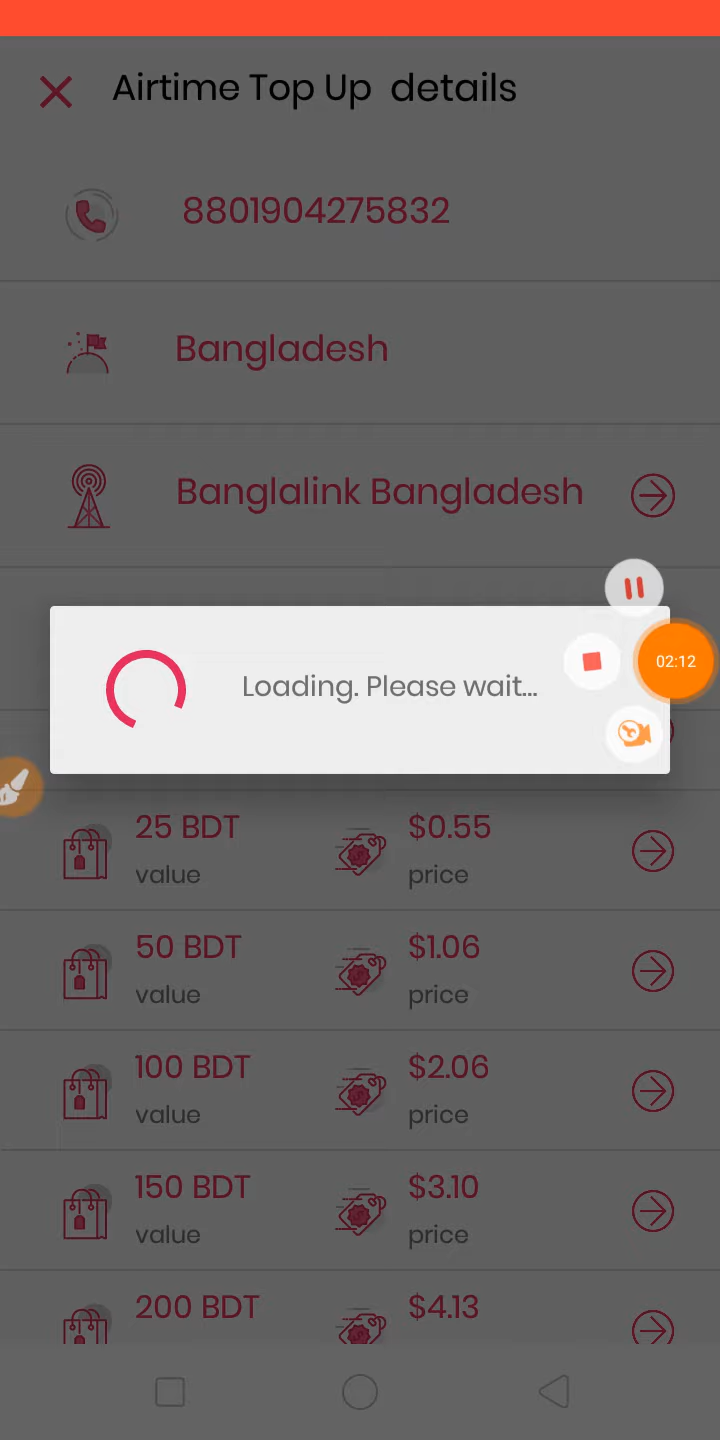 Airtime Top Up details
8801904275832
Bangladesh
Banglalink Bangladesh
Loading. Please wait...
02:12
25 BDT $0.55
value price
50 BDT $1.06
value price
100 BDT $2.06
value price
150 BDT $3.10
value price
200 BDT $4.13